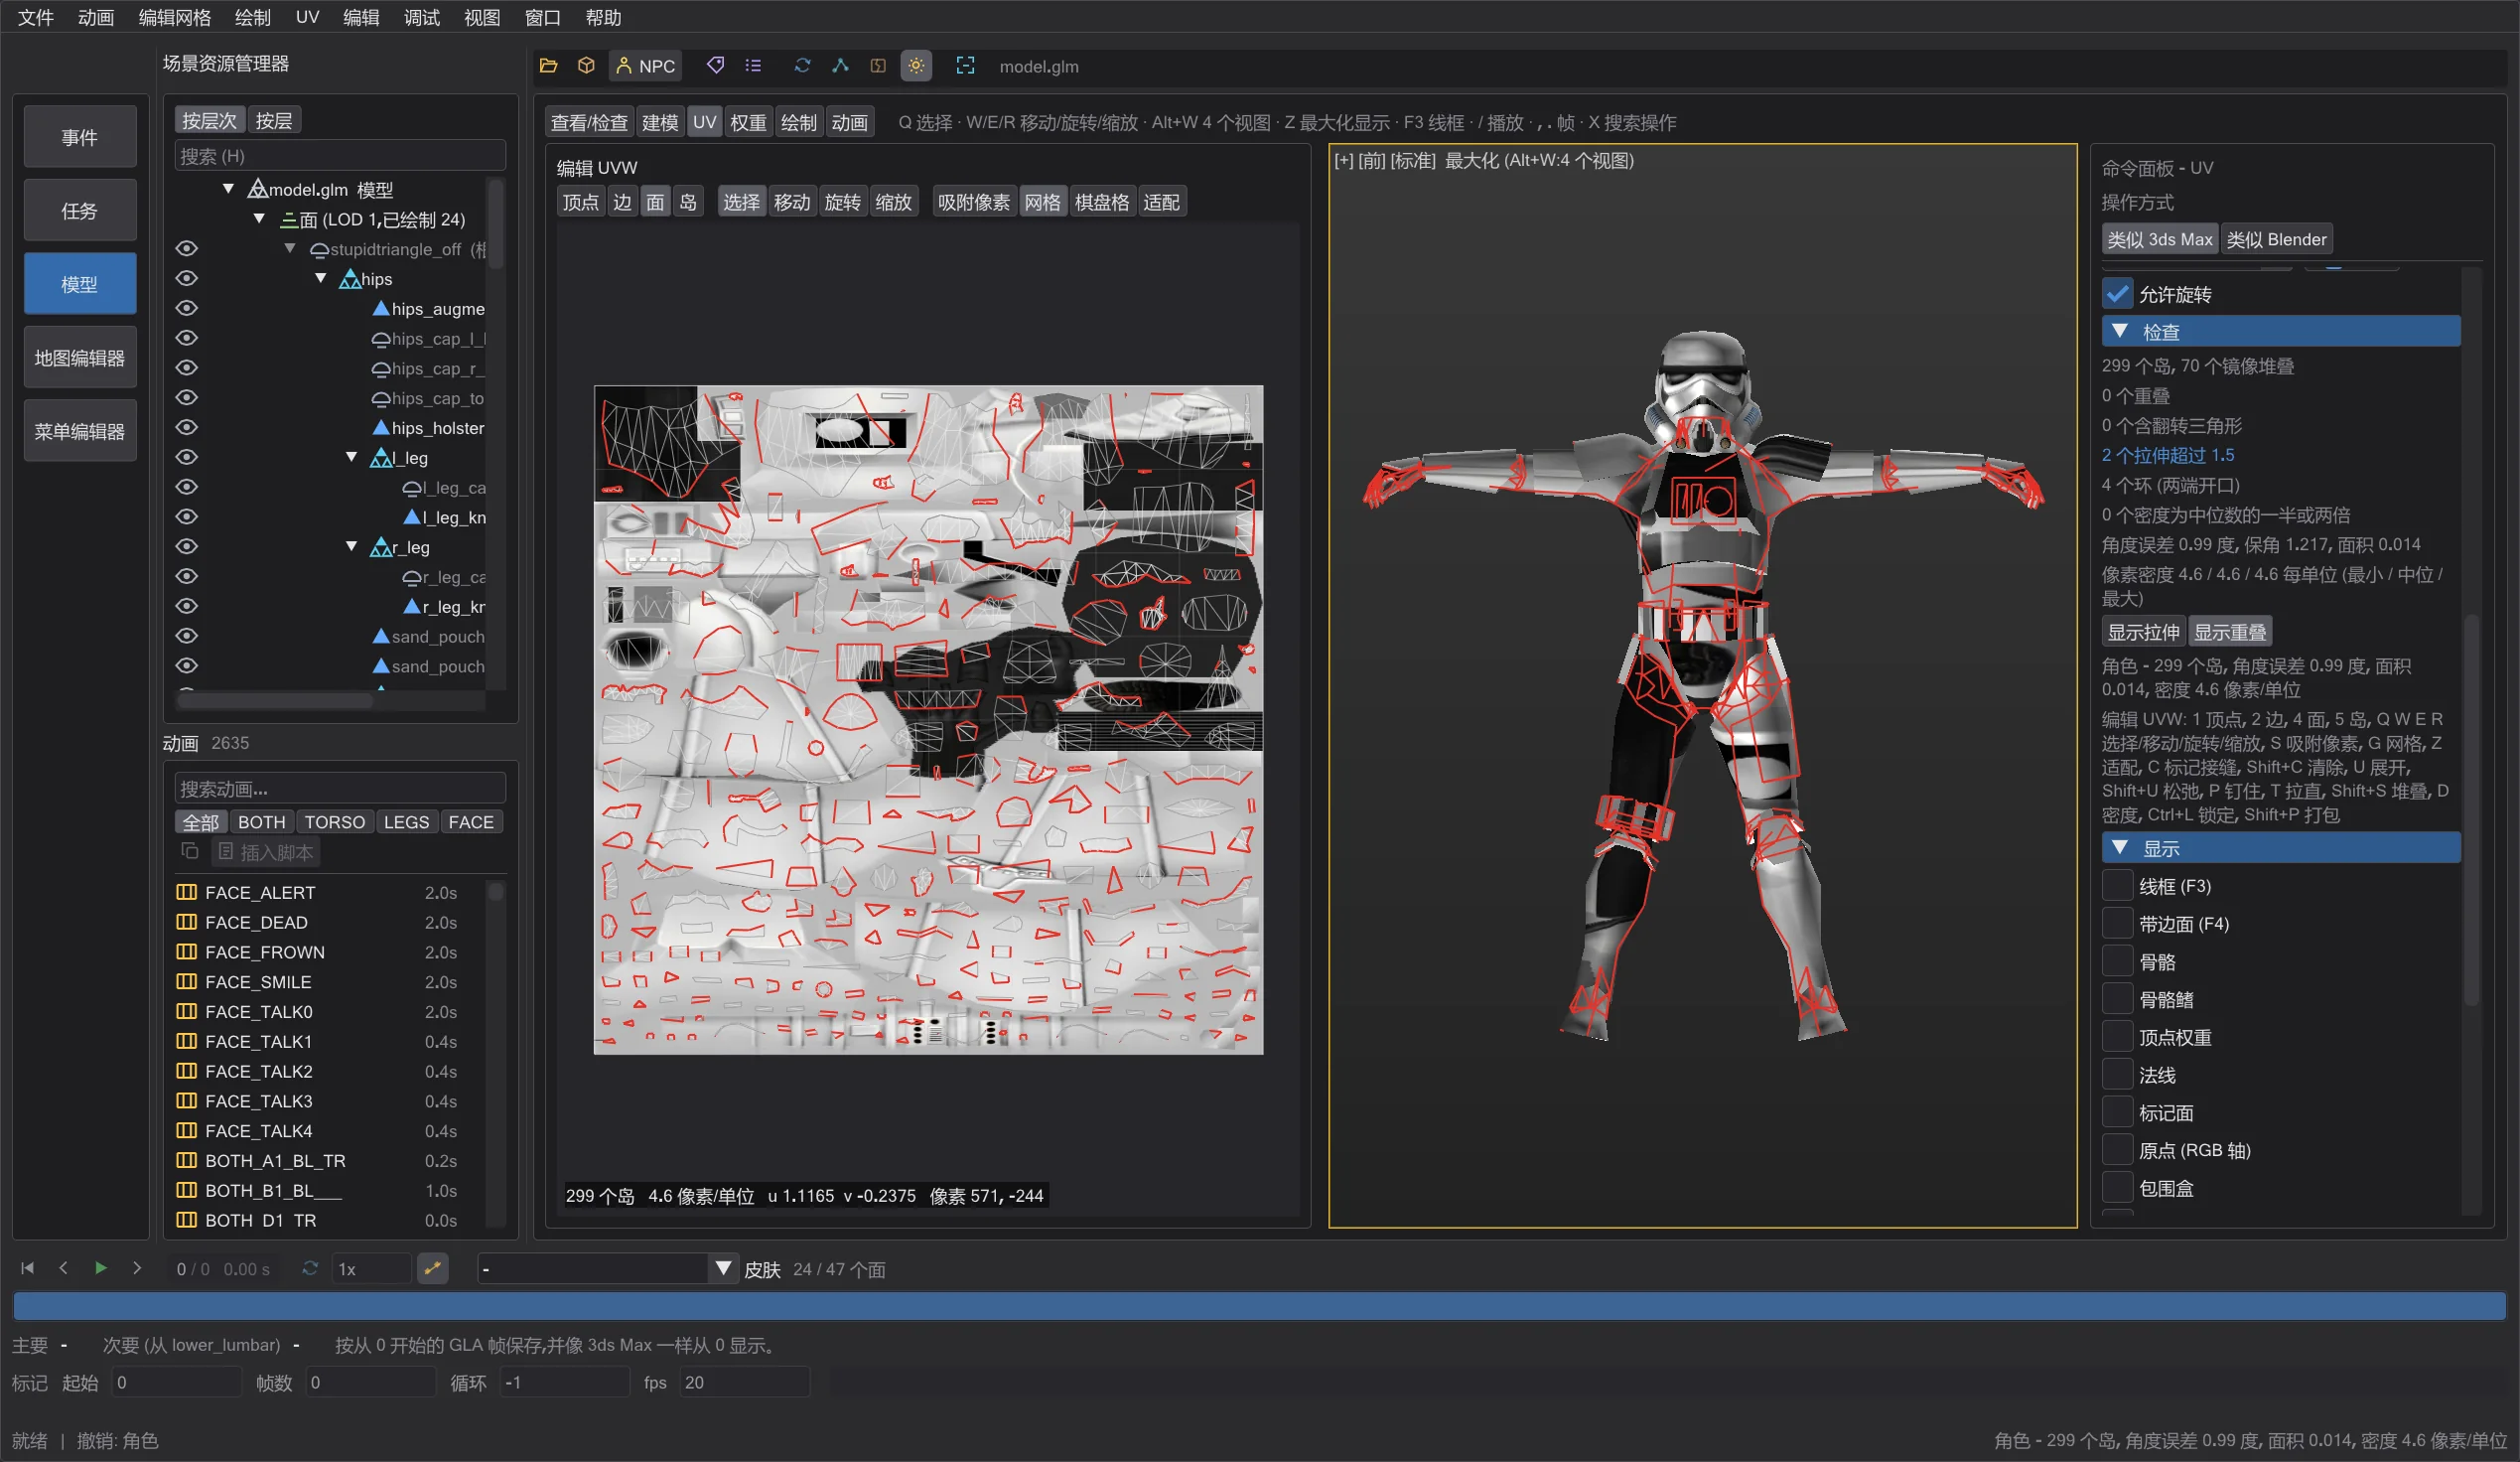 文件 动画 编辑网格 绘制 UV 编辑 调试 视图 窗口 帮助
场景资源管理器
NPC model.glm
事件
任务
模型
地图编辑器
菜单编辑器
按层次 按层
搜索 (H)
model.glm 模型
面 (LOD 1,已绘制 24)
stupidtriangle_off
hips
hips_augme
hips_cap_l_
hips_cap_r_
hips_cap_to
hips_holster
l_leg
l_leg_ca
l_leg_kn
r_leg
r_leg_ca
r_leg_kn
sand_pouch
sand_pouch
动画 2635
搜索动画...
全部 BOTH TORSO LEGS FACE
插入脚本
FACE_ALERT 2.0s
FACE_DEAD 2.0s
FACE_FROWN 2.0s
FACE_SMILE 2.0s
FACE_TALK0 2.0s
FACE_TALK1 0.4s
FACE_TALK2 0.4s
FACE_TALK3 0.4s
FACE_TALK4 0.4s
BOTH_A1_BL_TR 0.2s
BOTH_B1_BL___ 1.0s
BOTH_D1_TR 0.0s
查看/检查 建模 UV 权重 绘制 动画 Q 选择 · W/E/R 移动/旋转/缩放 · Alt+W 4 个视图 · Z 最大化显示 · F3 线框 · / 播放 · , . 帧 · X 搜索操作
编辑 UVW
顶点 边 面 岛 选择 移动 旋转 缩放 吸附像素 网格 棋盘格 适配
299 个岛 4.6 像素/单位 u 1.1165 v -0.2375 像素 571, -244
[+] [前] [标准] 最大化 (Alt+W:4 个视图)
命令面板 - UV
操作方式
类似 3ds Max 类似 Blender
允许旋转
检查
299 个岛, 70 个镜像堆叠
0 个重叠
0 个含翻转三角形
2 个拉伸超过 1.5
4 个环 (两端开口)
0 个密度为中位数的一半或两倍
角度误差 0.99 度, 保角 1.217, 面积 0.014
像素密度 4.6 / 4.6 / 4.6 每单位 (最小 / 中位 /
最大)
显示拉伸 显示重叠
角色 - 299 个岛, 角度误差 0.99 度, 面积
0.014, 密度 4.6 像素/单位
编辑 UVW: 1 顶点, 2 边, 4 面, 5 岛, Q W E R
选择/移动/旋转/缩放, S 吸附像素, G 网格, Z
适配, C 标记接缝, Shift+C 清除, U 展开,
Shift+U 松弛, P 钉住, T 拉直, Shift+S 堆叠, D
密度, Ctrl+L 锁定, Shift+P 打包
显示
线框 (F3)
带边面 (F4)
骨骼
骨骼鳍
顶点权重
法线
标记面
原点 (RGB 轴)
包围盒
0 / 0 0.00 s 1x - 皮肤 24 / 47 个面
主要 - 次要 (从 lower_lumbar) - 按从 0 开始的 GLA 帧保存,并像 3ds Max 一样从 0 显示。
标记 起始 0 帧数 0 循环 -1 fps 20
就绪 | 撤销: 角色
角色 - 299 个岛, 角度误差 0.99 度, 面积 0.014, 密度 4.6 像素/单位